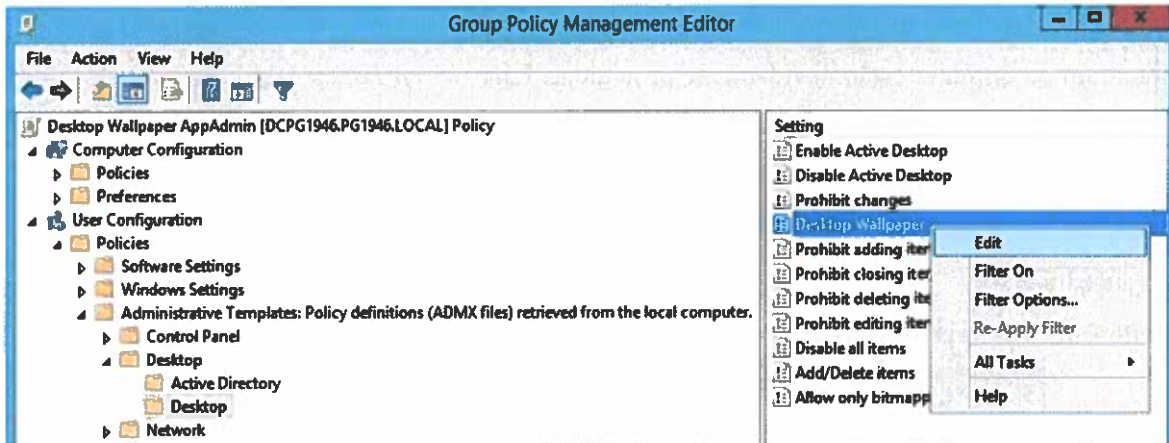 Group Policy Management Editor
File Action View Help
Desktop Wallpaper AppAdmin [DCPG1946.PG1946.LOCAL] Policy
Computer Configuration
Policies
Preferences
User Configuration
Policies
Software Settings
Windows Settings
Administrative Templates: Policy definitions (ADMX files) retrieved from the local computer.
Control Panel
Desktop
Active Directory
Desktop
Network
Setting
Enable Active Desktop
Disable Active Desktop
Prohibit changes
Desktop Wallpaper
Prohibit adding iter
Prohibit closing iter
Prohibit deleting ite
Prohibit editing iter
Disable all items
Add/Delete items
Allow only bitmapp
Edit
Filter On
Filter Options...
Re-Apply Filter
All Tasks
Help